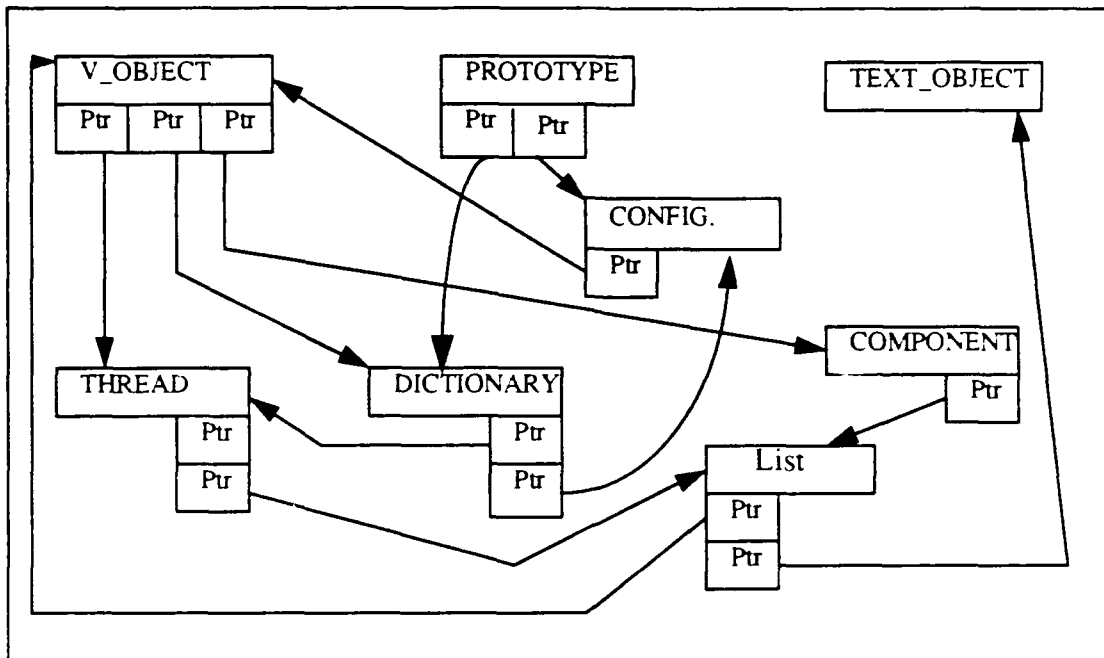 V_OBJECT
Ptr Ptr Ptr
PROTOTYPE
Ptr Ptr
TEXT_OBJECT
CONFIG.
Ptr
COMPONENT
Ptr
THREAD
Ptr
Ptr
DICTIONARY
Ptr
Ptr
List
Ptr
Ptr